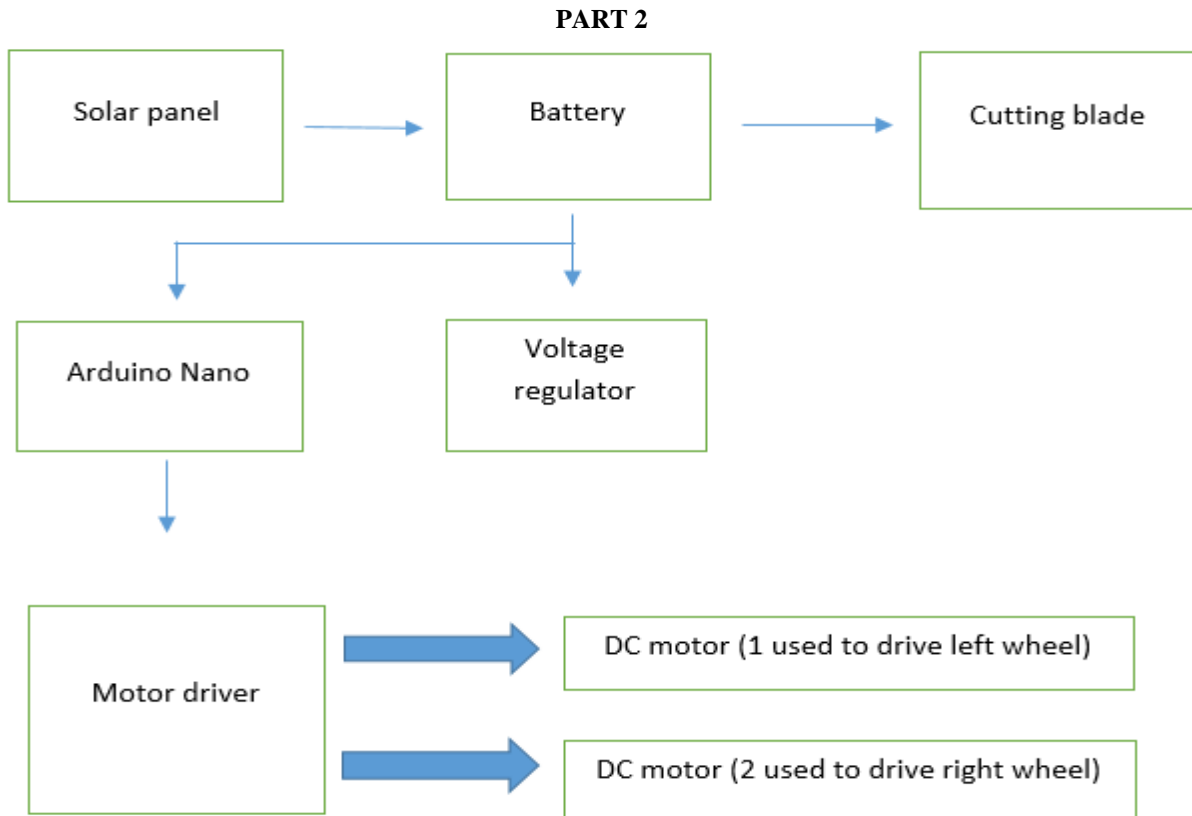 PART 2
Solar panel
Battery
Cutting blade
Arduino Nano
Voltage
regulator
Motor driver
DC motor (1 used to drive left wheel)
DC motor (2 used to drive right wheel)